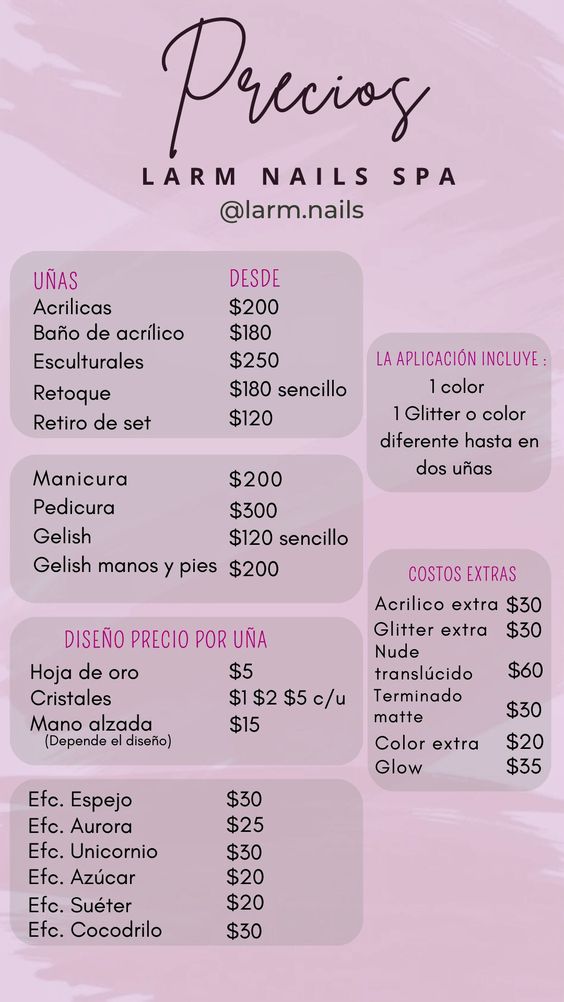 Precios
LARM NAILS SPA
@larm.nails
UÑAS DESDE
Acrilicas $200
Baño de acrílico $180
Esculturales $250
Retoque $180 sencillo
Retiro de set $120
LA APLICACIÓN INCLUYE :
1 color
1 Glitter o color
diferente hasta en
dos uñas
Manicura $200
Pedicura $300
Gelish $120 sencillo
Gelish manos y pies $200
COSTOS EXTRAS
Acrilico extra $30
Glitter extra $30
Nude
translúcido $60
Terminado
matte $30
Color extra $20
Glow $35
DISEÑO PRECIO POR UÑA
Hoja de oro $5
Cristales $1 $2 $5 c/u
Mano alzada $15
(Depende el diseño)
Efc. Espejo $30
Efc. Aurora $25
Efc. Unicornio $30
Efc. Azúcar $20
Efc. Suéter $20
Efc. Cocodrilo $30